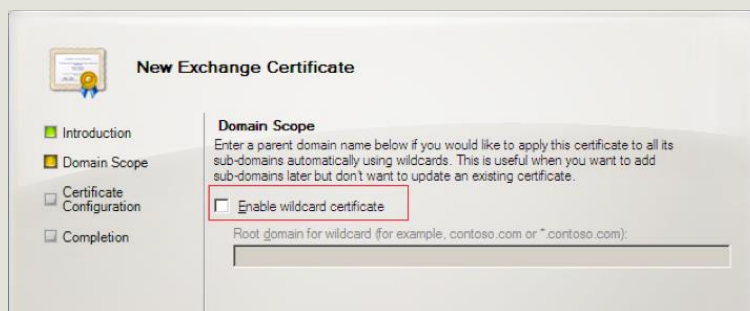 New Exchange Certificate
Introduction
Domain Scope
Certificate
Configuration
Completion
Domain Scope
Enter a parent domain name below if you would like to apply this certificate to all its
sub-domains automatically using wildcards. This is useful when you want to add
sub-domains later but don't want to update an existing certificate.
Enable wildcard certificate
Root domain for wildcard (for example, contoso.com or *.contoso.com):